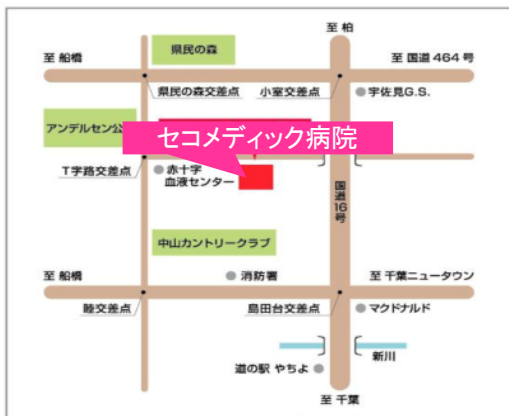 至 柏
県民の森
至 船橋
至 国道 464 号
県民の森交差点
小室交差点
宇佐見G.S.
アンデルセン公
セコメディック病院
T字路交差点
赤十字
血液センター
国道16号
中山カントリークラブ
至 船橋
消防署
至 千葉ニュータウン
睦交差点
島田台交差点
マクドナルド
新川
道の駅 やちよ
至 千葉